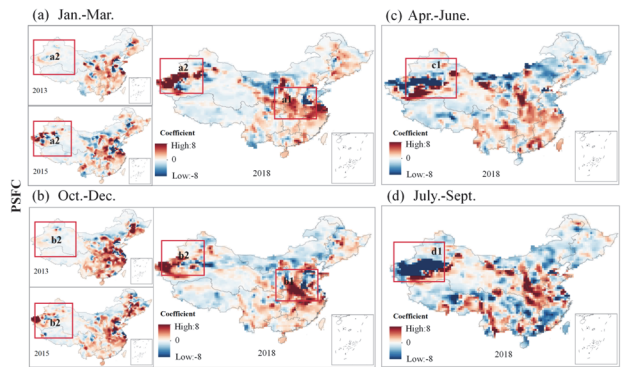 (a) Jan.-Mar.
a2
2013
a2
2015
a2
a1
Coefficient
High:8
0
Low:-8
2018
(c) Apr.-June.
c1
Coefficient
High:8
0
Low:-8
2018
PSFC
(b) Oct.-Dec.
b2
2013
b2
2015
b2
Coefficient
High:8
0
Low:-8
2018
(d) July.-Sept.
d1
Coefficient
High:8
0
Low:-8
2018